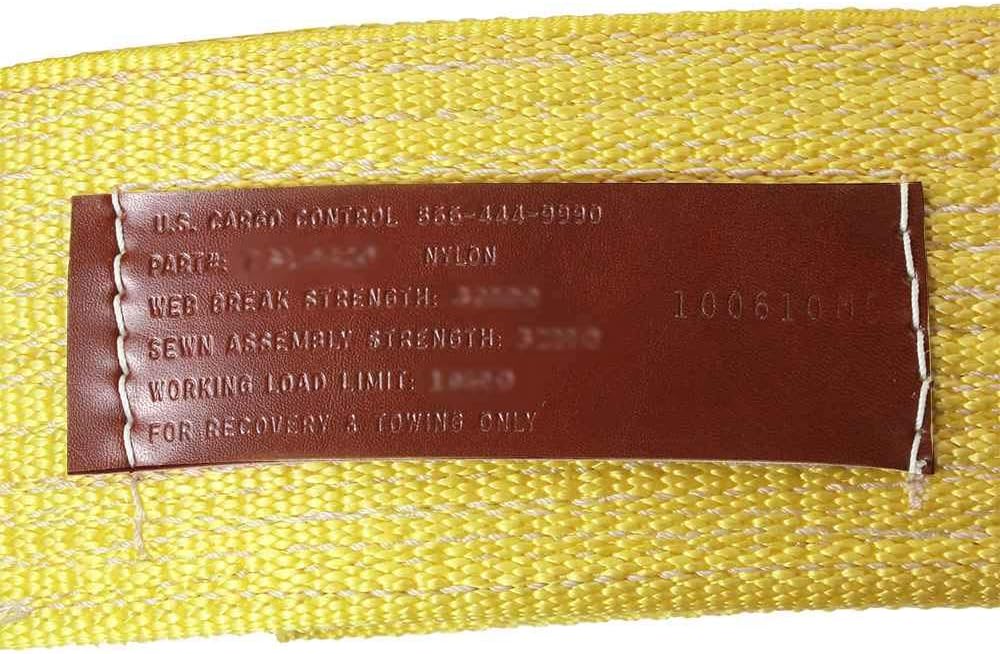 U.S. CARGO CONTROL 866-444-9990
PART#: NYLON
WEB BREAK STRENGTH:
100610
SEWN ASSEMBLY STRENGTH:
WORKING LOAD LIMIT:
FOR RECOVERY & TOWING ONLY